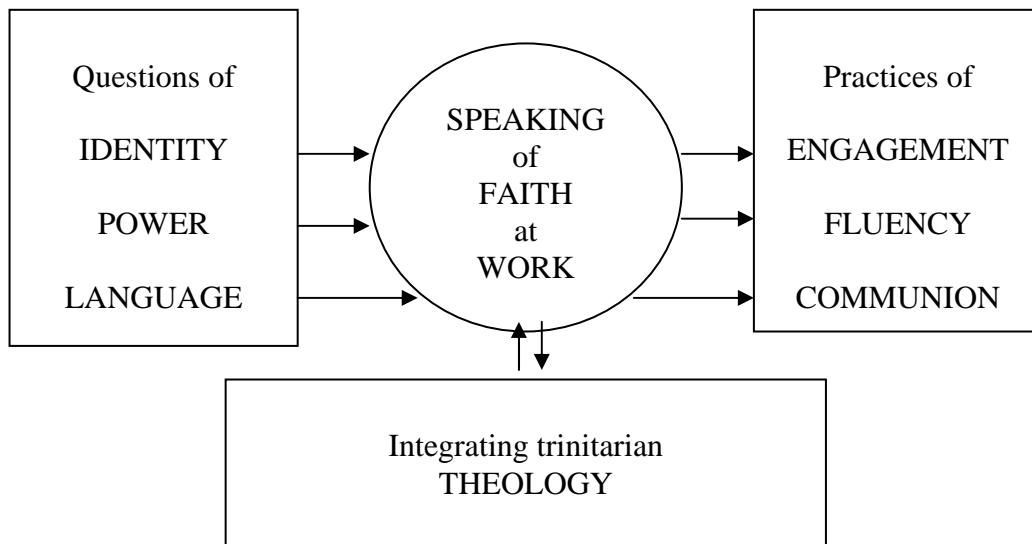 Questions of
IDENTITY
POWER
LANGUAGE
SPEAKING
of
FAITH
at
WORK
Practices of
ENGAGEMENT
FLUENCY
COMMUNION
Integrating trinitarian
THEOLOGY